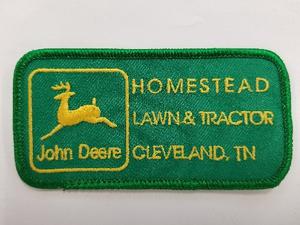 HOMESTEAD
LAWN & TRACTOR
John Deere
CLEVELAND, TN